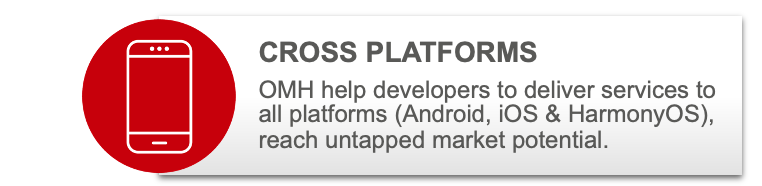 CROSS PLATFORMS
OMH help developers to deliver services to
all platforms (Android, iOS & HarmonyOS),
reach untapped market potential.